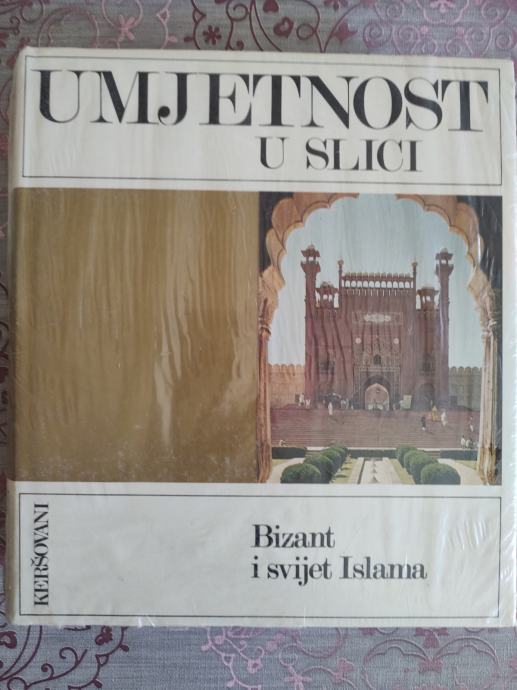 UMJETNOST
U SLICI
KERŠOVANI
Bizant
i svijet Islama